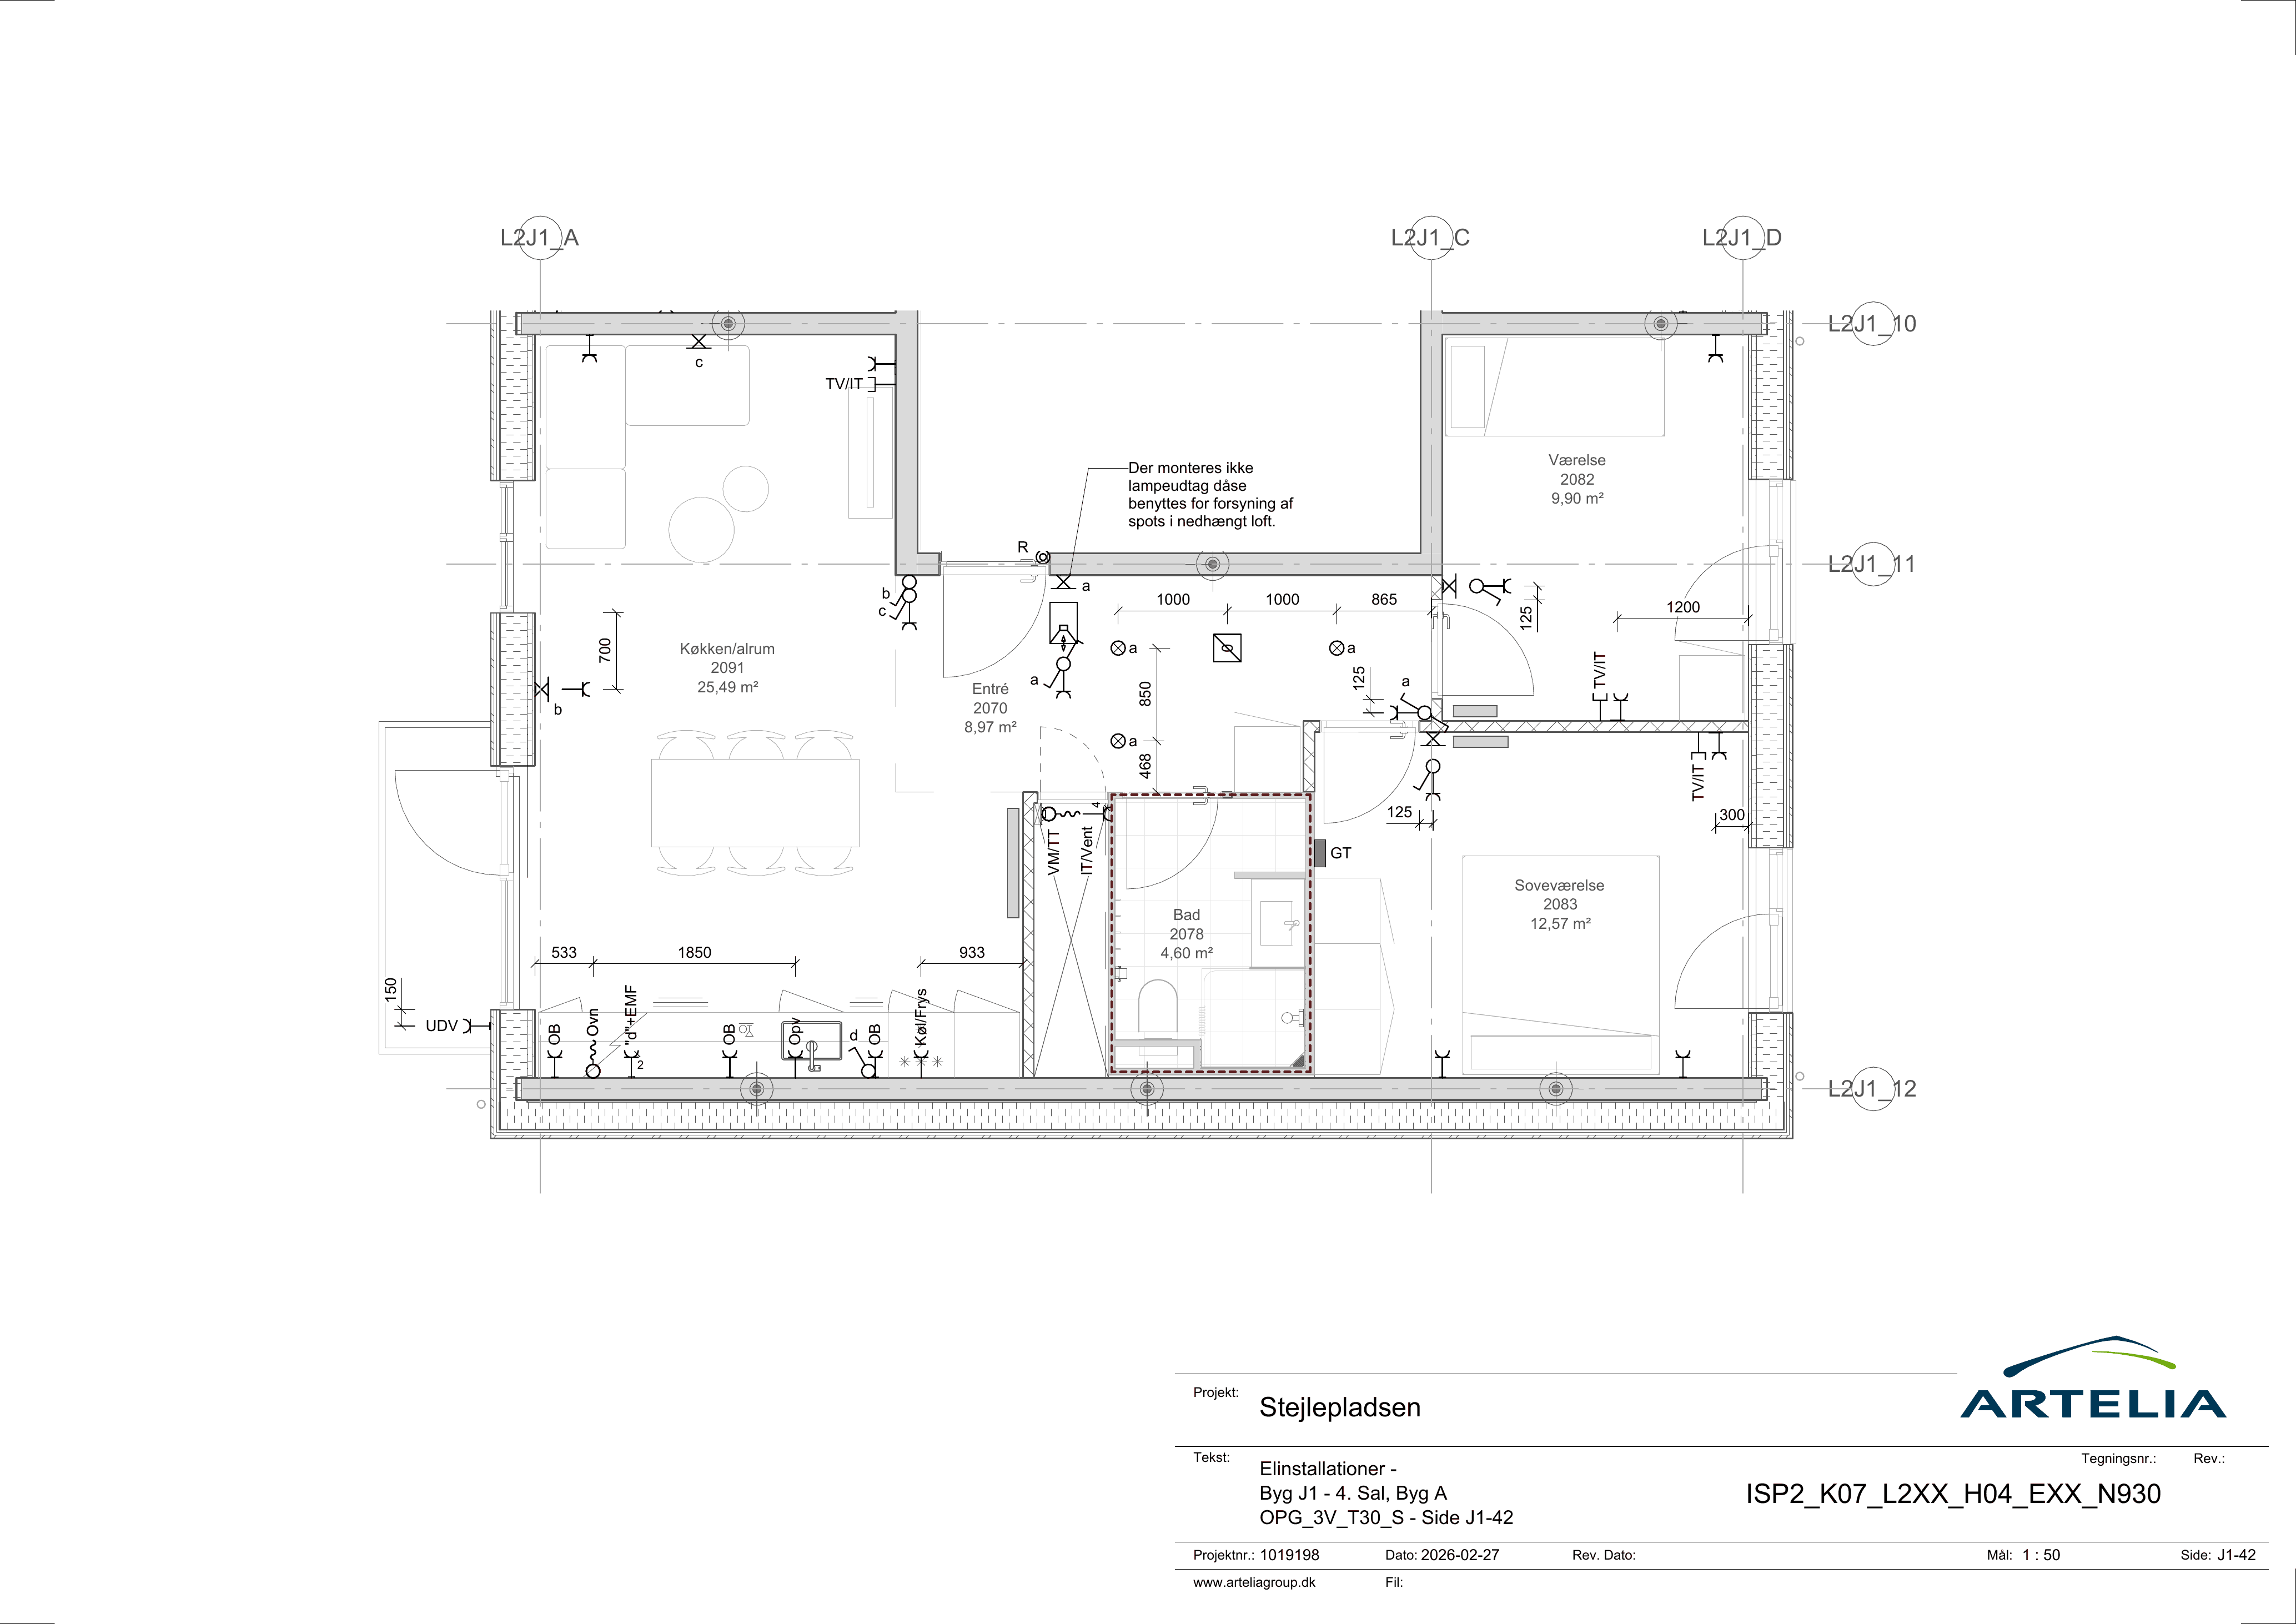 L2J1_A
L2J1_C
L2J1_D
L2J1_10
c
TV/IT
Værelse
2082
9,90 m²
Der monteres ikke
lampeudtag dåse
benyttes for forsyning af
spots i nedhængt loft.
R
L2J1_11
b
c
a
1000
1000
865
125
1200
700
Køkken/alrum
2091
25,49 m²
a
a
TV/IT
a
Entré
2070
8,97 m²
850
125
a
b
a
468
TV/IT
125
300
4
VM/TT
IT/Vent
GT
Soveværelse
2083
12,57 m²
Bad
2078
4,60 m²
533
1850
933
150
UDV
OB
Ovn
"d"+EMF
2
OB
Opv
d
OB
Køl/Frys
L2J1_12
Projekt:
Stejlepladsen
ARTELIA
Tekst:
Elinstallationer -
Byg J1 - 4. Sal, Byg A
OPG_3V_T30_S - Side J1-42
Tegningsnr.:
Rev.:
ISP2_K07_L2XX_H04_EXX_N930
Projektnr.: 1019198
Dato: 2026-02-27
Rev. Dato:
Mål: 1 : 50
Side: J1-42
www.arteliagroup.dk
Fil: